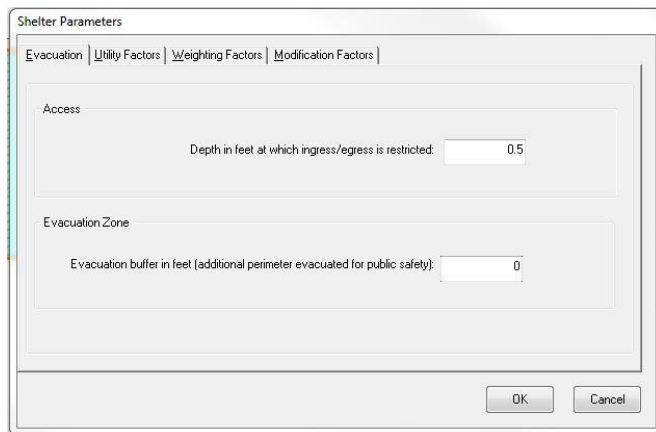 Shelter Parameters
Evacuation Utility Factors Weighting Factors Modification Factors
Access
Depth in feet at which ingress/egress is restricted: 0.5
Evacuation Zone
Evacuation buffer in feet (additional perimeter evacuated for public safety): 0
OK Cancel